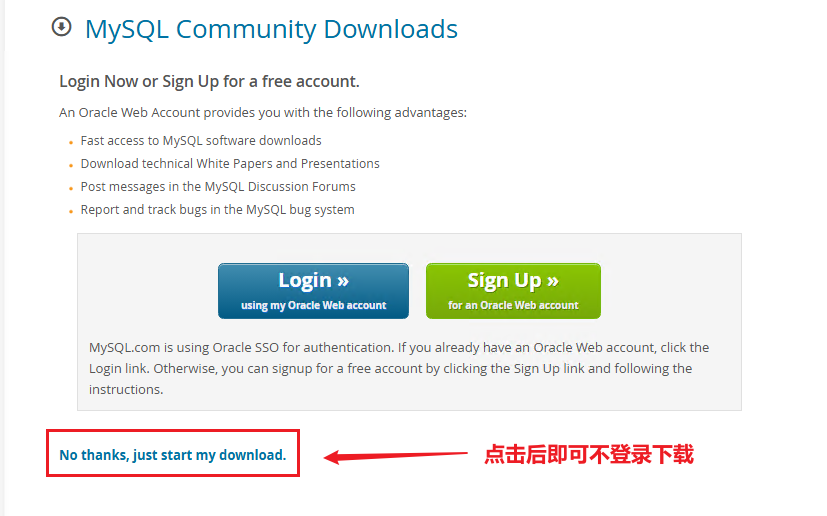 MySQL Community Downloads
Login Now or Sign Up for a free account.
An Oracle Web Account provides you with the following advantages:
Fast access to MySQL software downloads
Download technical White Papers and Presentations
Post messages in the MySQL Discussion Forums
Report and track bugs in the MySQL bug system
Login »
using my Oracle Web account
Sign Up »
for an Oracle Web account
MySQL.com is using Oracle SSO for authentication. If you already have an Oracle Web account, click the
Login link. Otherwise, you can signup for a free account by clicking the Sign Up link and following the
instructions.
No thanks, just start my download.
点击后即可不登录下载